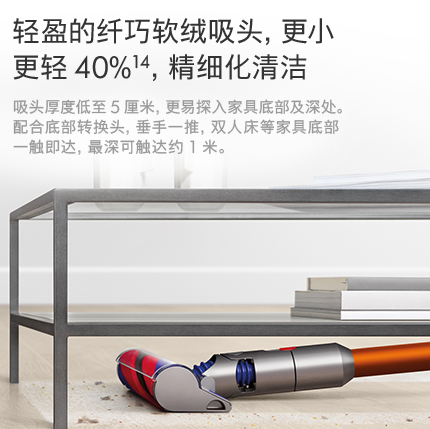 轻盈的纤巧软绒吸头, 更小
更轻 40%¹⁴, 精细化清洁
吸头厚度低至 5 厘米, 更易探入家具底部及深处。
配合底部转换头, 垂手一推, 双人床等家具底部
一触即达, 最深可触达约 1 米。